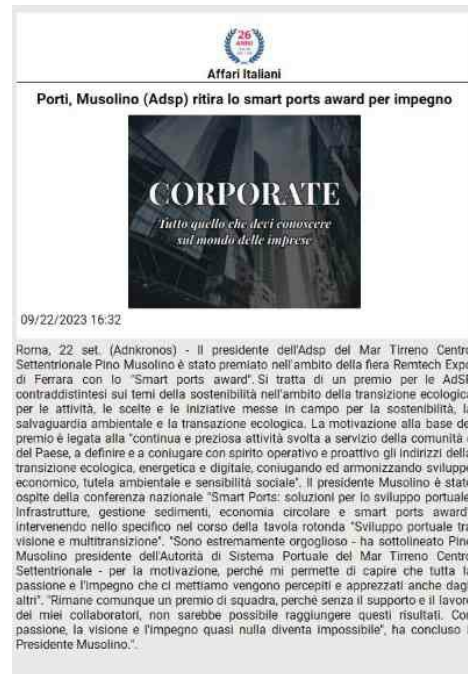 26
ANNI
Affari Italiani
Porti, Musolino (Adsp) ritira lo smart ports award per impegno
CORPORATE
Tutto quello che devi conoscere
sul mondo delle imprese
09/22/2023 16:32
Roma, 22 set. (Adnkronos) - Il presidente dell'Adsp del Mar Tirreno Centro
Settentrionale Pino Musolino è stato premiato nell'ambito della fiera Remtech Expo
di Ferrara con lo "Smart ports award". Si tratta di un premio per le AdSP
contraddistintesi sui temi della sostenibilità nell'ambito della transizione ecologica
per le attività, le scelte e le iniziative messe in campo per la sostenibilità, la
salvaguardia ambientale e la transazione ecologica. La motivazione alla base del
premio è legata alla "continua e preziosa attività svolta a servizio della comunità e
del Paese, a definire e a coniugare con spirito operativo e proattivo gli indirizzi della
transizione ecologica, energetica e digitale, coniugando ed armonizzando sviluppo
economico, tutela ambientale e sensibilità sociale". Il presidente Musolino è stato
ospite della conferenza nazionale "Smart Ports: soluzioni per lo sviluppo portuale.
Infrastrutture, gestione sedimenti, economia circolare e smart ports award",
intervenendo nello specifico nel corso della tavola rotonda "Sviluppo portuale tra
visione e multitransizione". "Sono estremamente orgoglioso - ha sottolineato Pino
Musolino presidente dell'Autorità di Sistema Portuale del Mar Tirreno Centro
Settentrionale - per la motivazione, perché mi permette di capire che tutta la
passione e l'impegno che ci mettiamo vengono percepiti e apprezzati anche dagli
altri". "Rimane comunque un premio di squadra, perché senza il supporto e il lavoro
dei miei collaboratori, non sarebbe possibile raggiungere questi risultati. Con
passione, la visione e l'impegno quasi nulla diventa impossibile", ha concluso il
Presidente Musolino.".